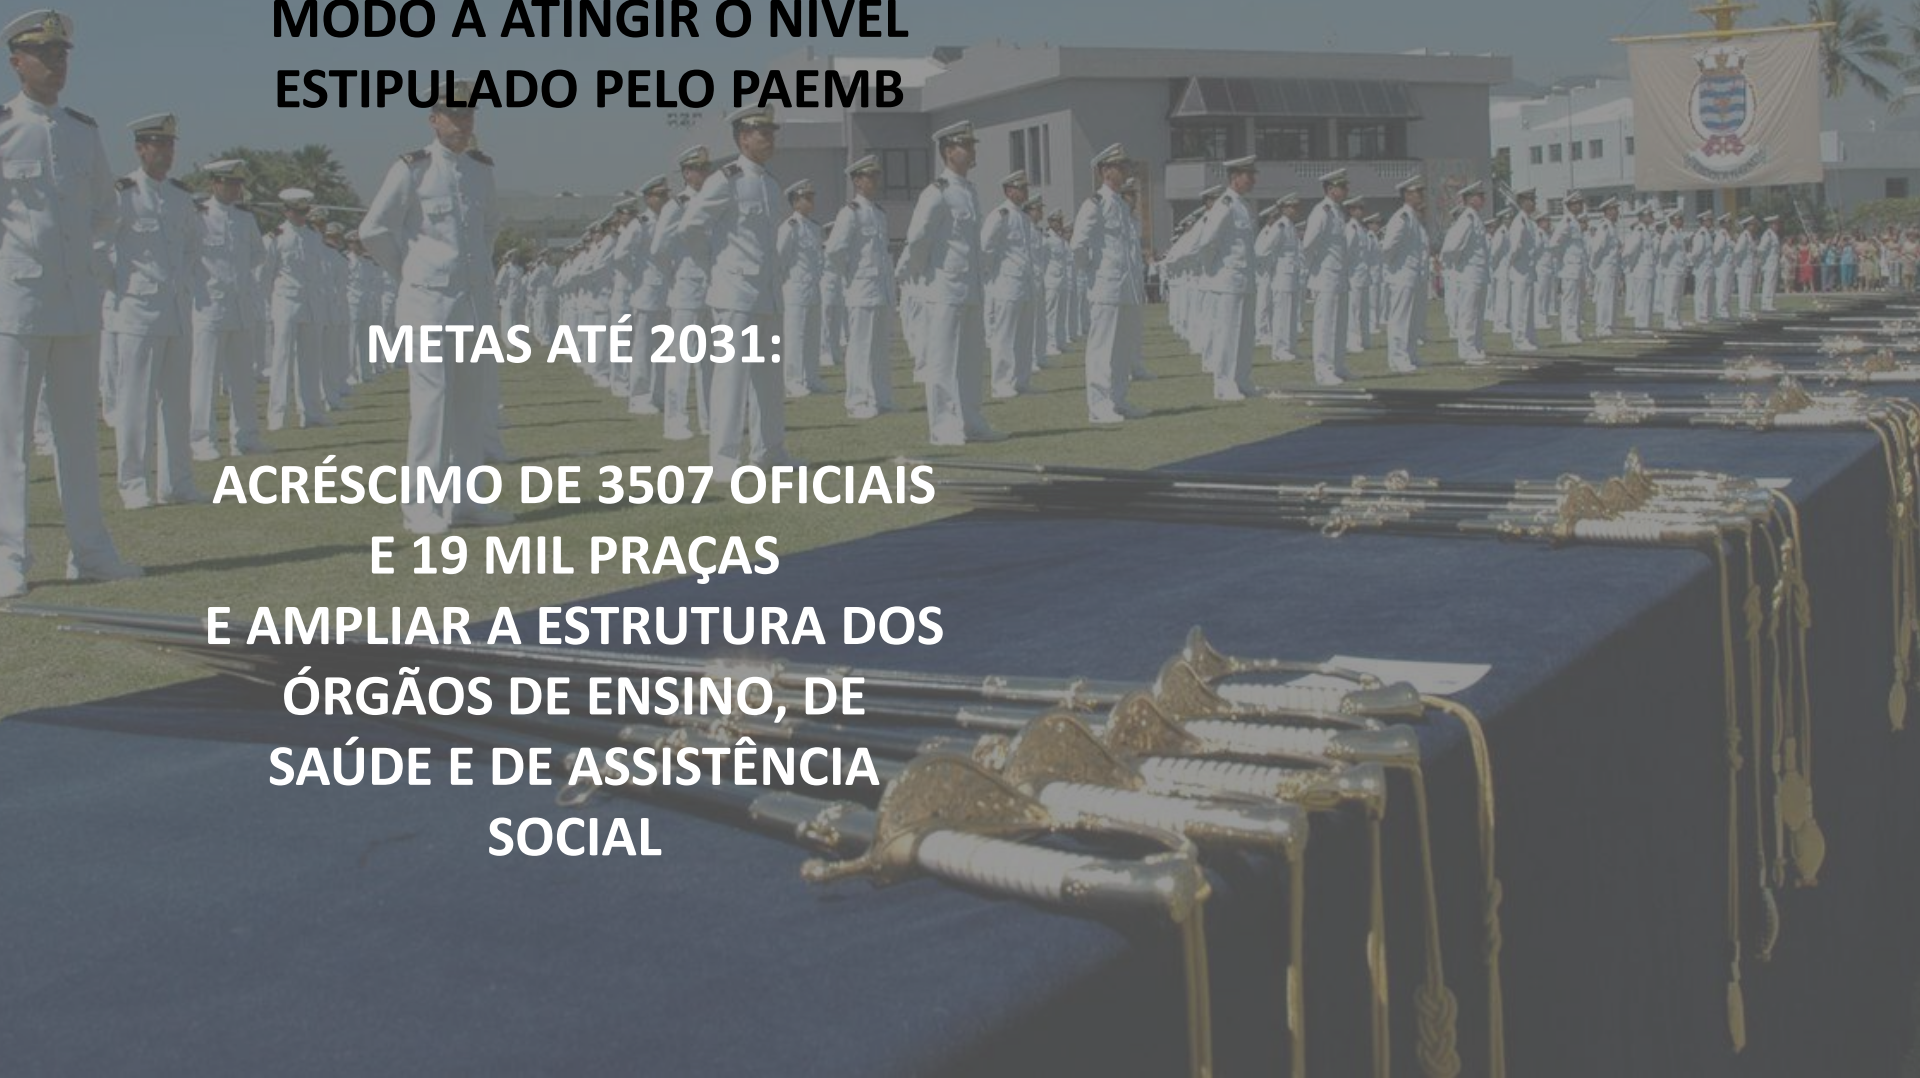 MODO A ATINGIR O NÍVEL
ESTIPULADO PELO PAEMB
METAS ATÉ 2031:
ACRÉSCIMO DE 3507 OFICIAIS
E 19 MIL PRAÇAS
E AMPLIAR A ESTRUTURA DOS
ÓRGÃOS DE ENSINO, DE
SAÚDE E DE ASSISTÊNCIA
SOCIAL